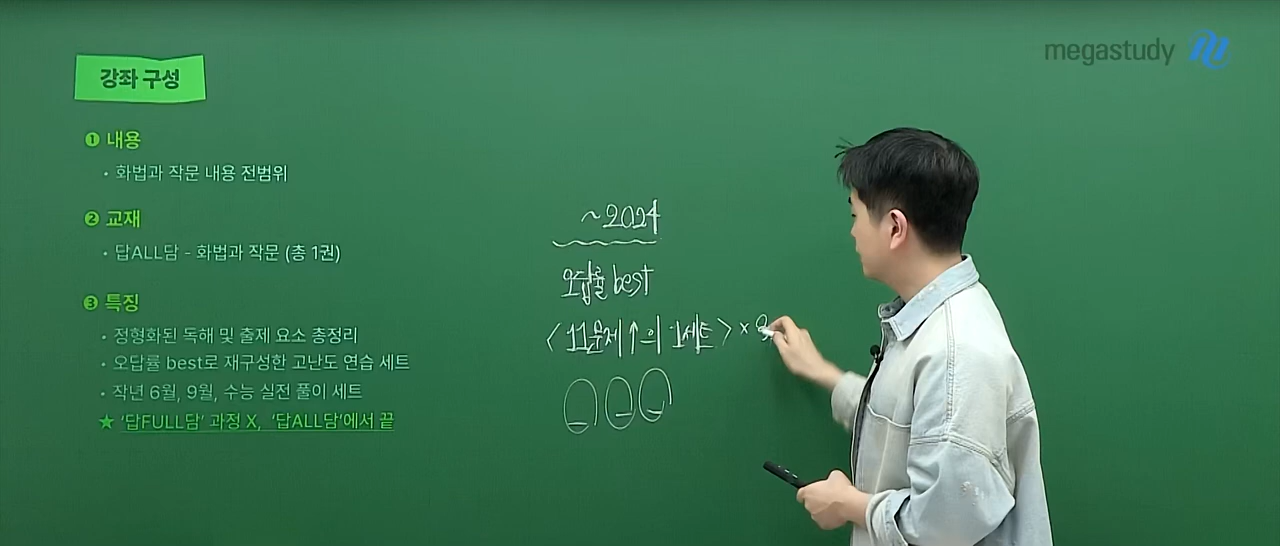 megastudy
강좌 구성
❶ 내용
• 화법과 작문 내용 전범위
❷ 교재
• 답ALL담 - 화법과 작문 (총 1권)
❸ 특징
• 정형화된 독해 및 출제 요소 총정리
• 오답률 best로 재구성한 고난도 연습 세트
• 작년 6월, 9월, 수능 실전 풀이 세트
★ ‘답FULL담’ 과정 X, ‘답ALL담’에서 끝
~2024
오답률 best
< 11문제↑의 1세트 > ×